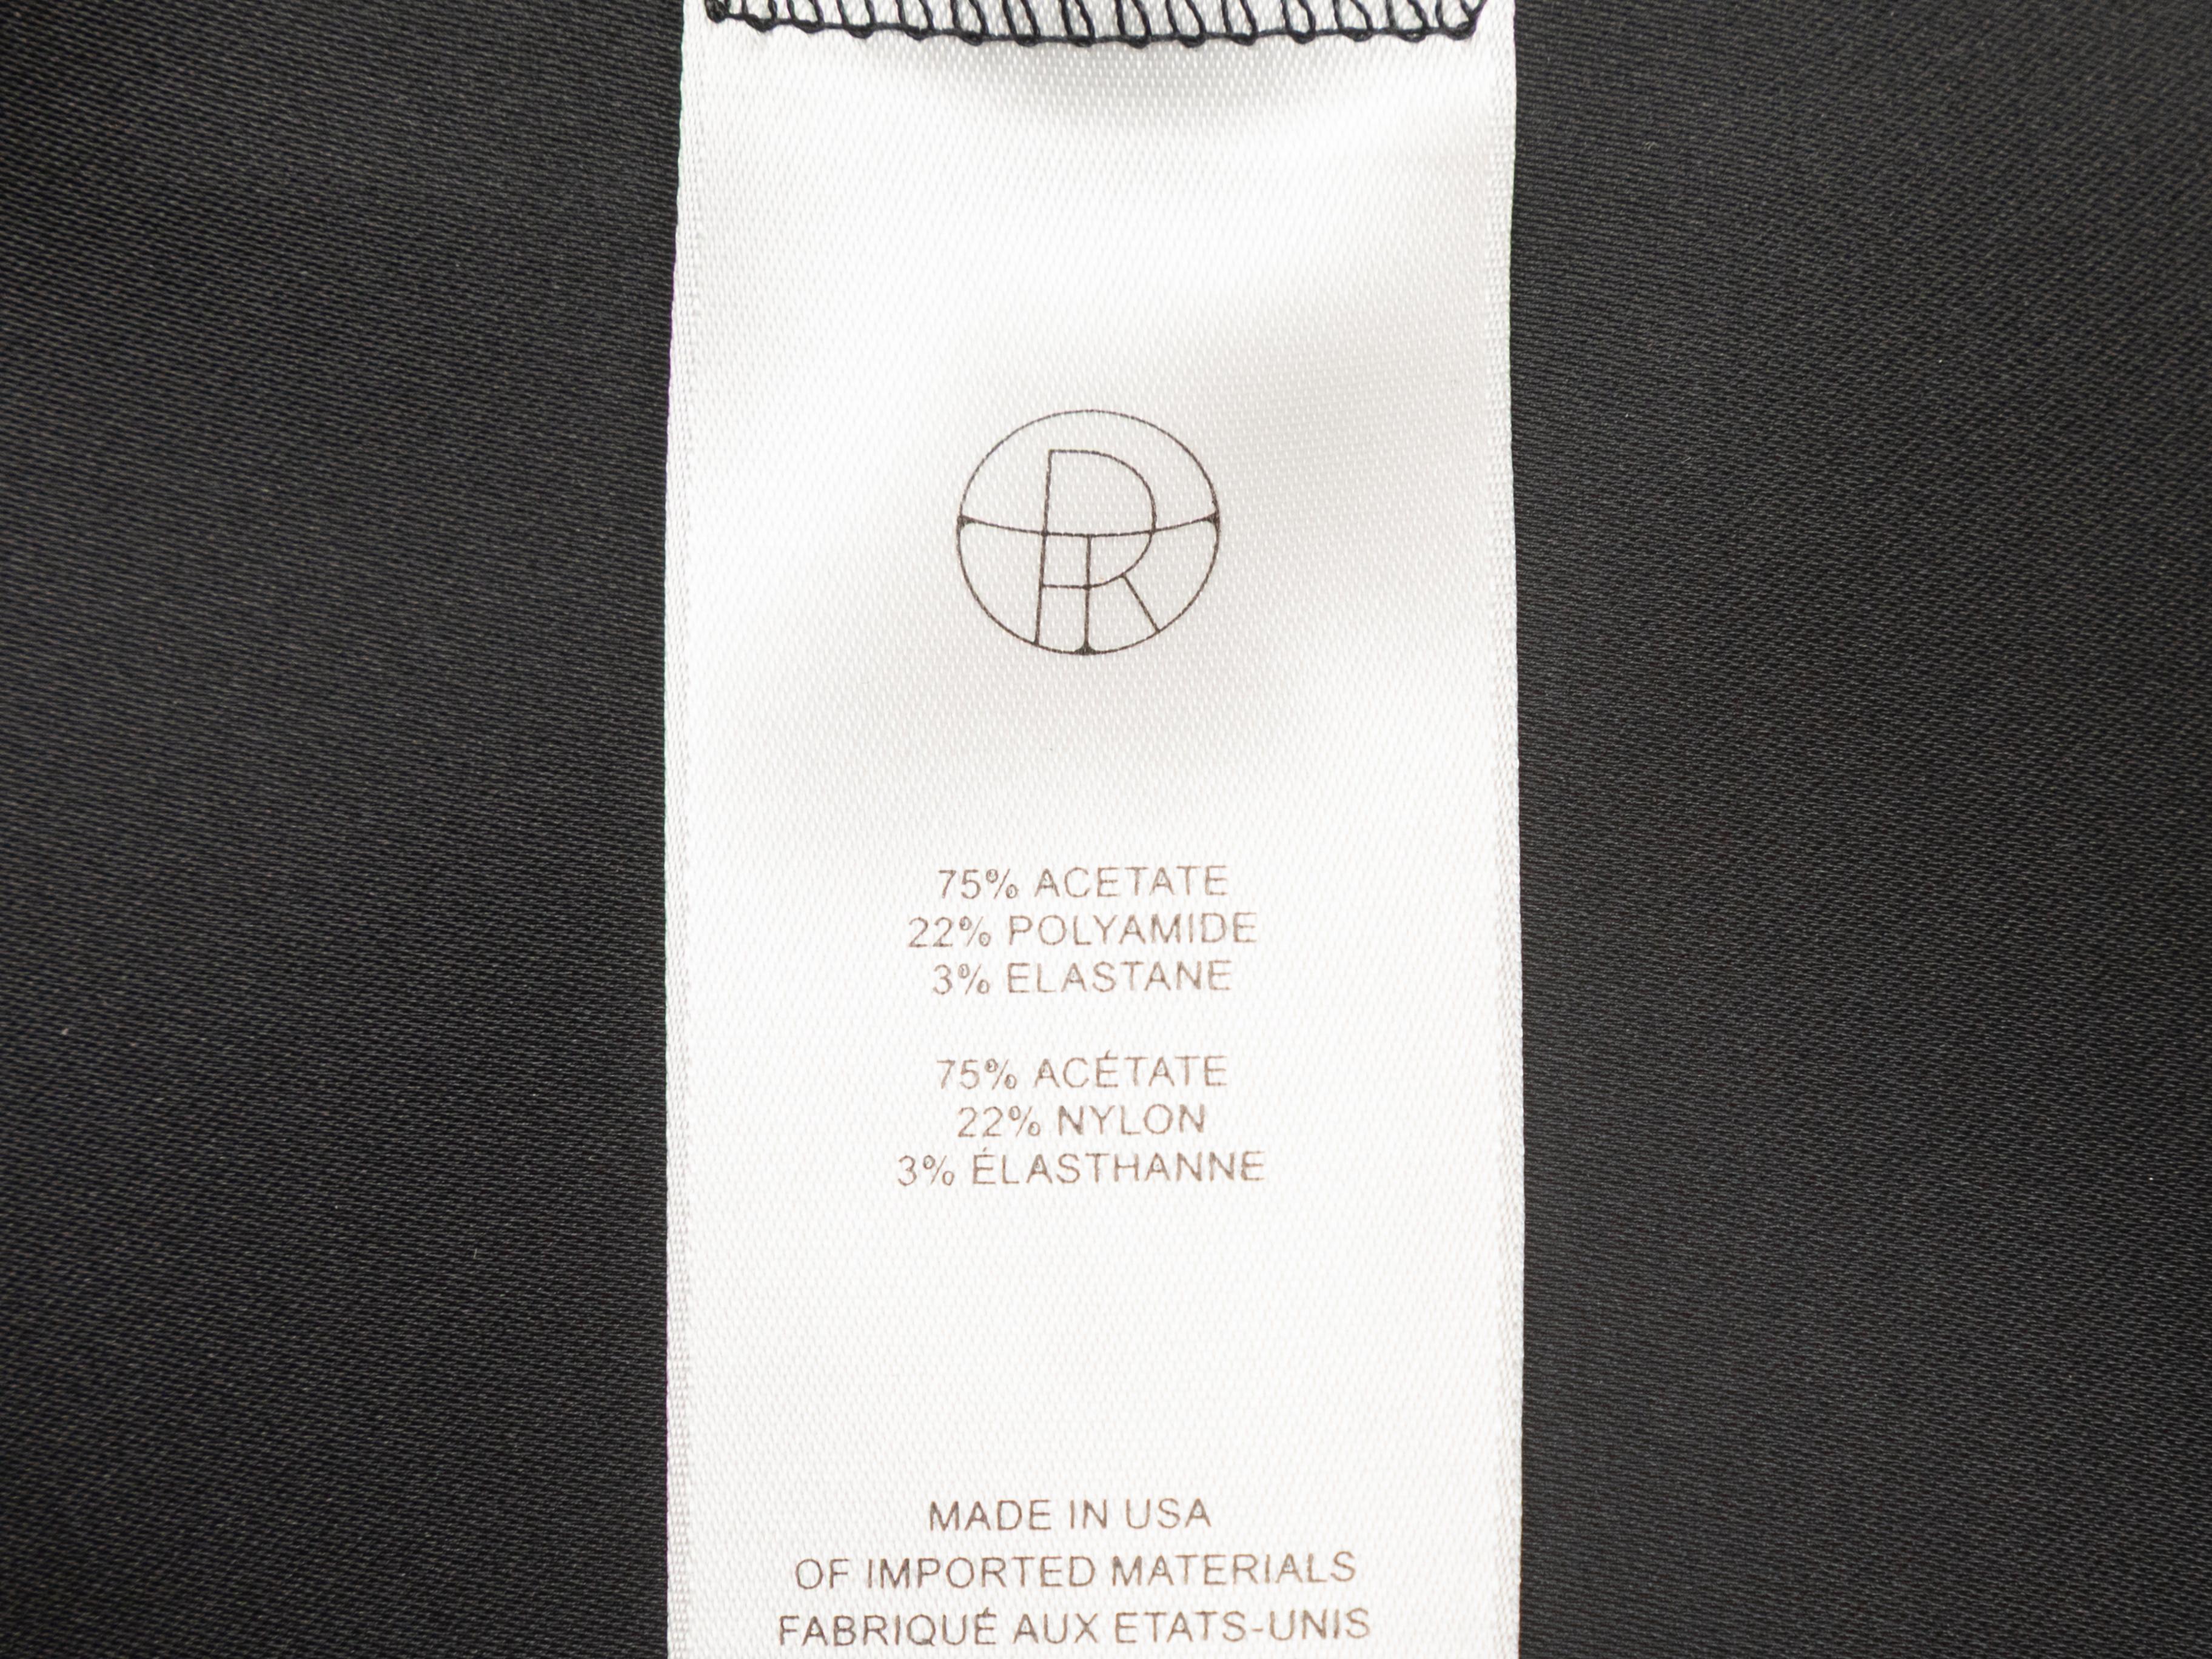 75% ACETATE
22% POLYAMIDE
3% ELASTANE
75% ACÉTATE
22% NYLON
3% ÉLASTHANNE
MADE IN USA
OF IMPORTED MATERIALS
FABRIQUÉ AUX ETATS-UNIS